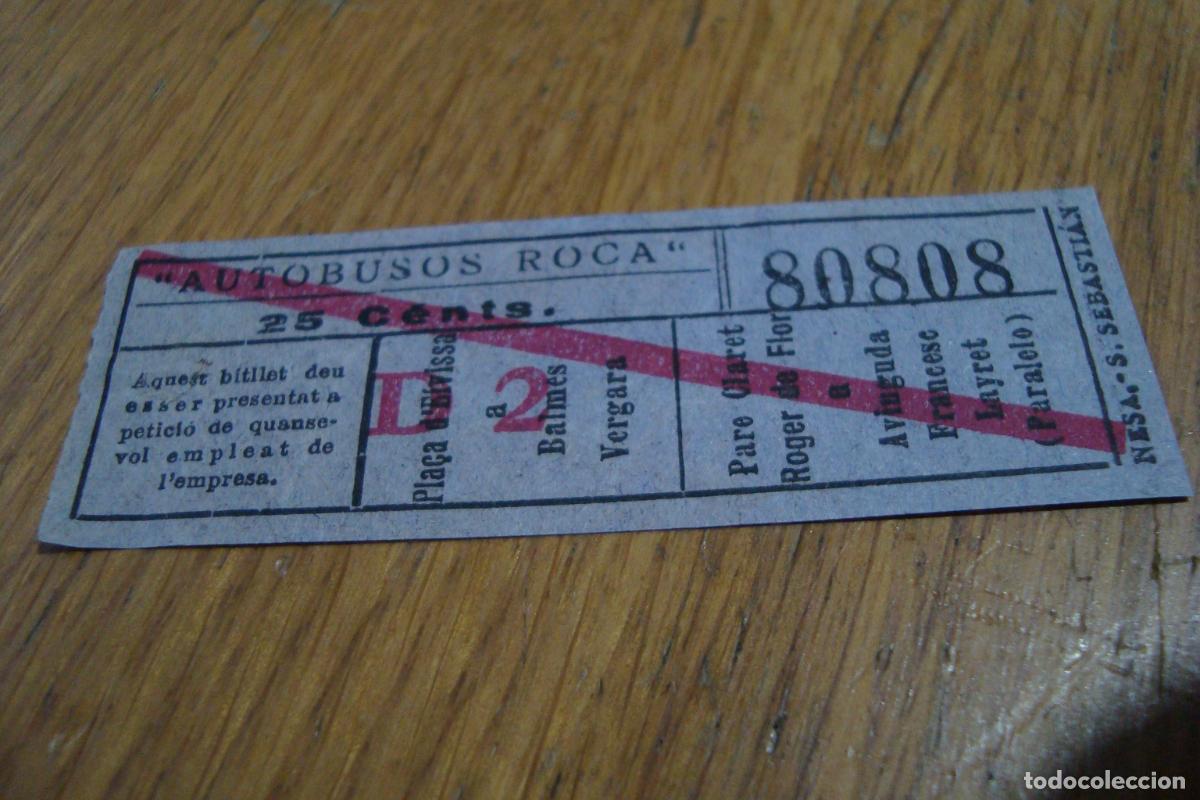 "AUTOBUSOS ROCA"
80808
25 Cénts.
Aquest bitllet deu
esser presentat a
petició de quanse-
vol empleat de
l'empresa.
D 2
Plaça d'Eivissa
a
Balmes
Vergara
Pare Claret
Roger de Flor
a
Avinguda
Francesc
Layret
(Paralelo)
NESA.-S. SEBASTIÁN
todocoleccion